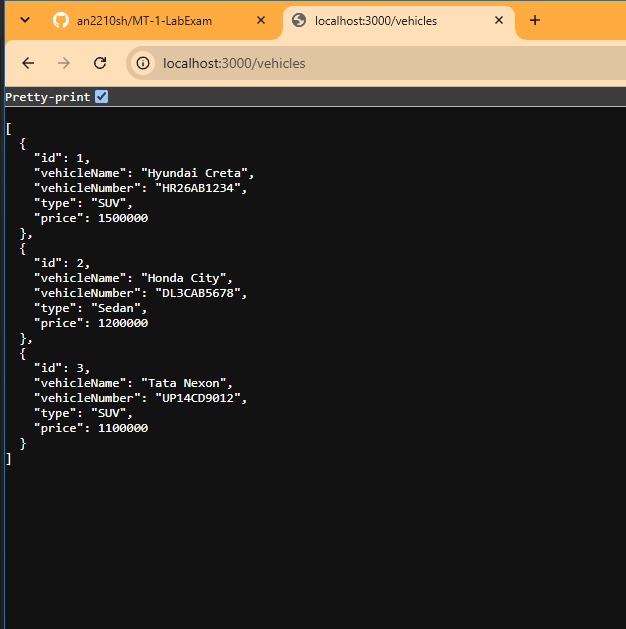 an2210sh/MT-1-LabExam
localhost:3000/vehicles
localhost:3000/vehicles
Pretty-print
[
  {
    "id": 1,
    "vehicleName": "Hyundai Creta",
    "vehicleNumber": "HR26AB1234",
    "type": "SUV",
    "price": 1500000
  },
  {
    "id": 2,
    "vehicleName": "Honda City",
    "vehicleNumber": "DL3CAB5678",
    "type": "Sedan",
    "price": 1200000
  },
  {
    "id": 3,
    "vehicleName": "Tata Nexon",
    "vehicleNumber": "UP14CD9012",
    "type": "SUV",
    "price": 1100000
  }
]